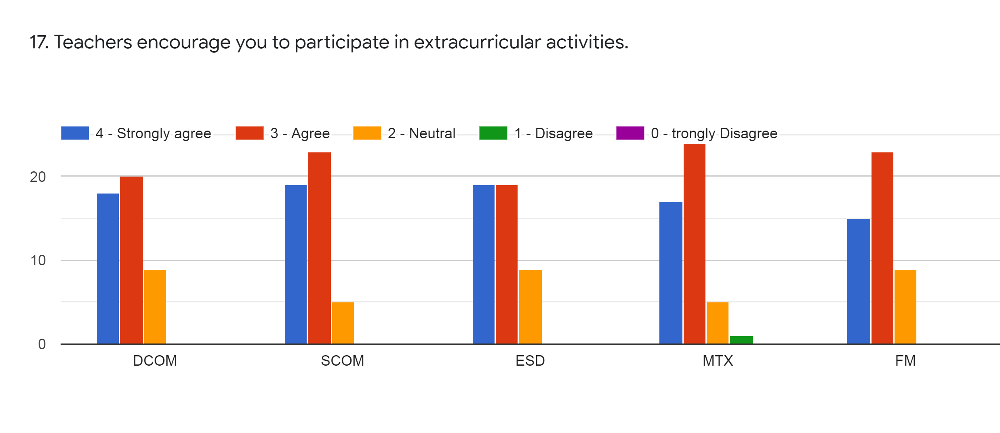 17. Teachers encourage you to participate in extracurricular activities.
4 - Strongly agree 3 - Agree 2 - Neutral 1 - Disagree 0 - trongly Disagree
20
10
0
DCOM SCOM ESD MTX FM